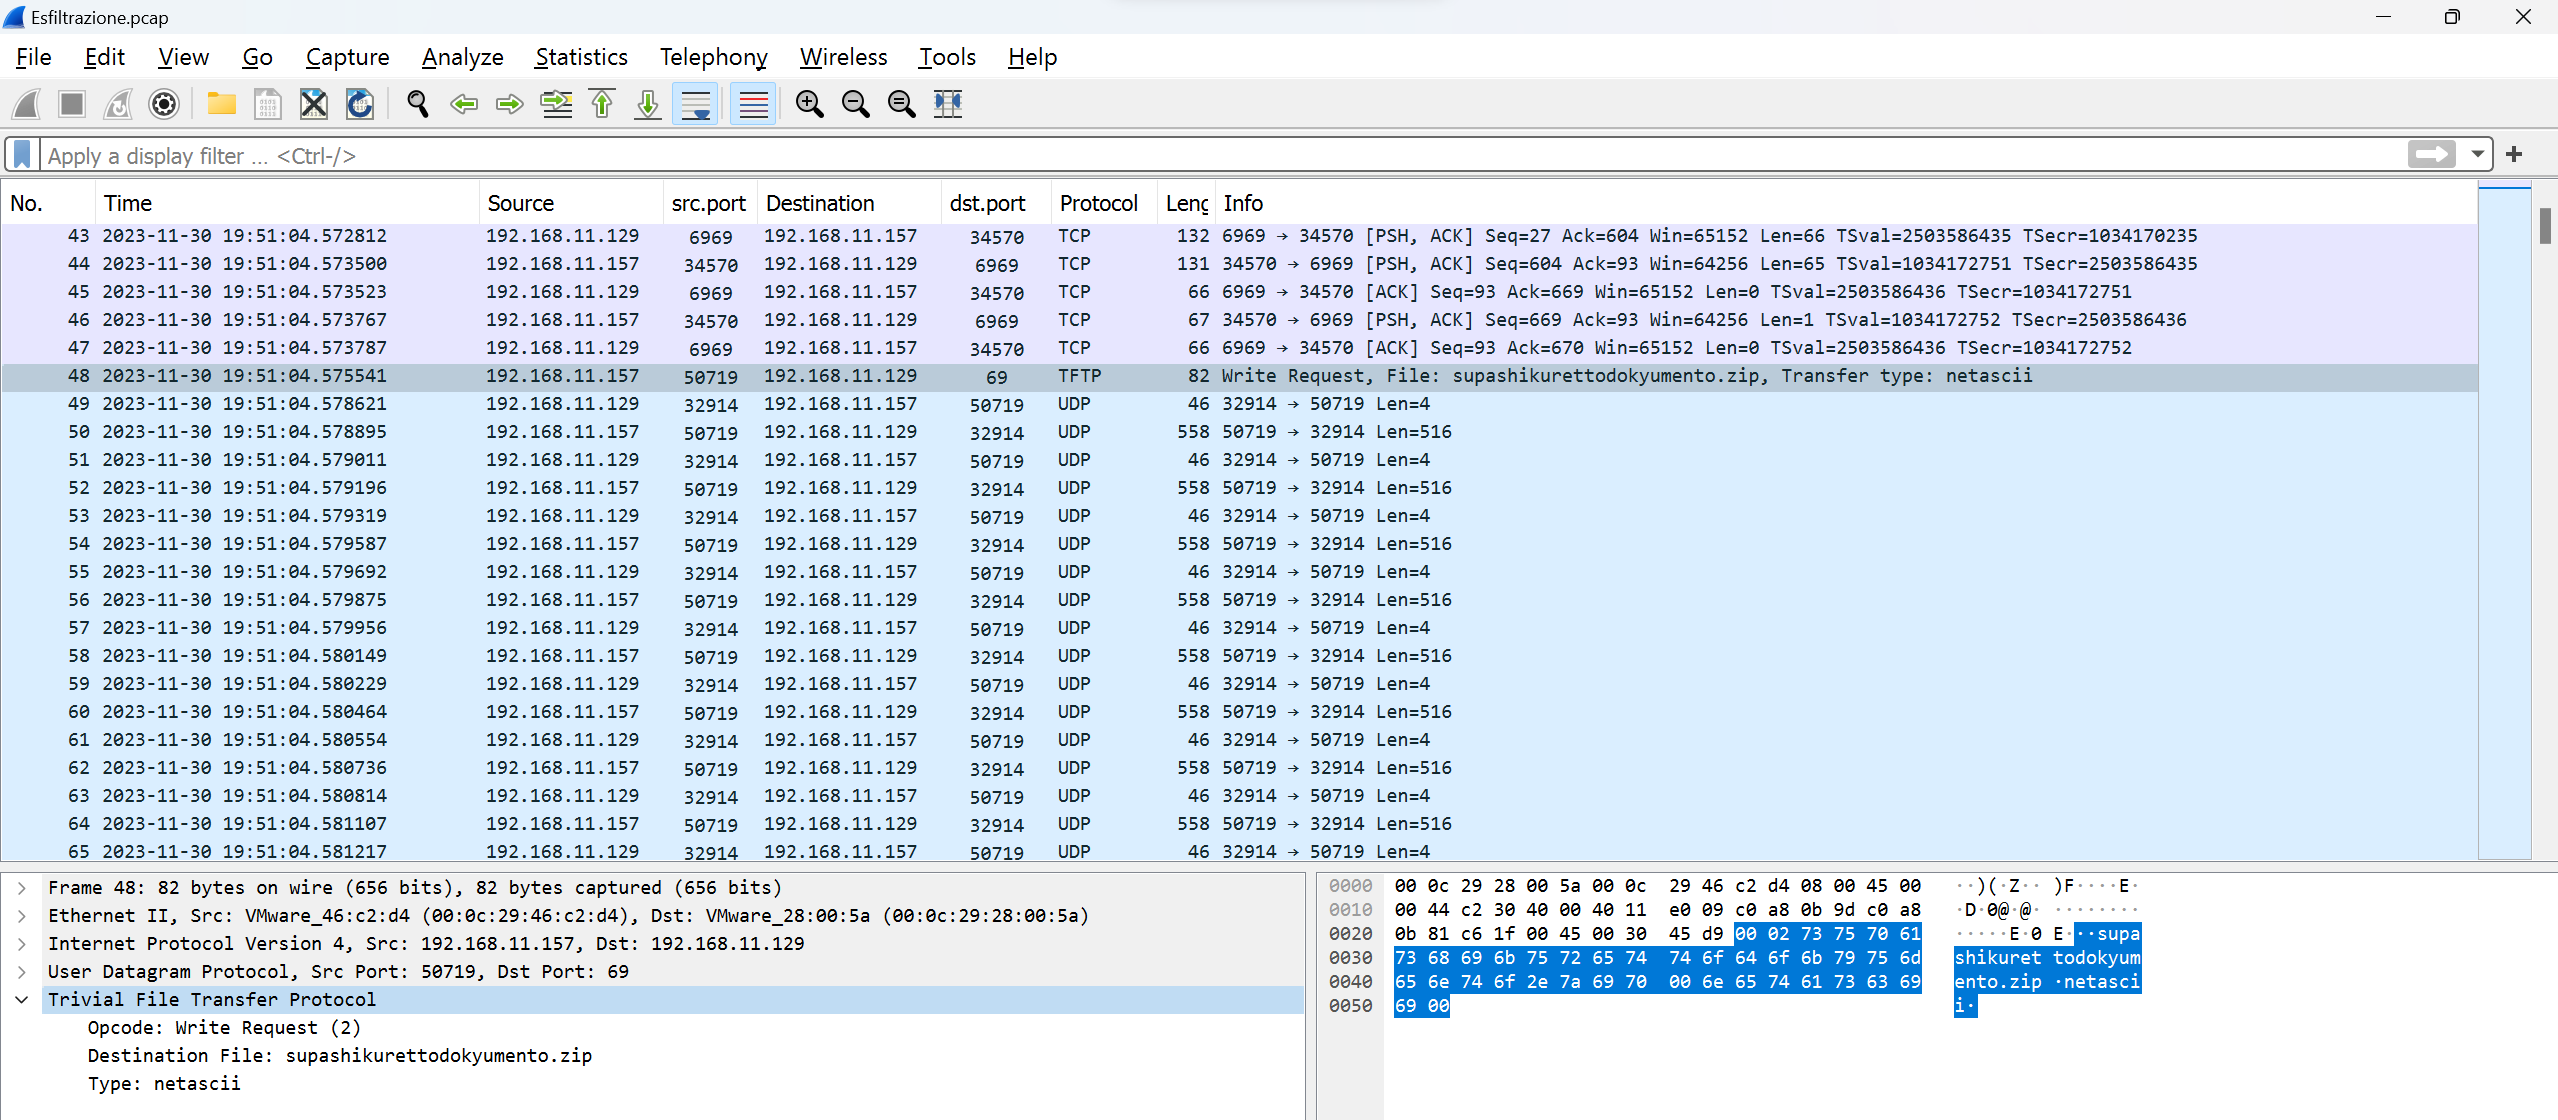 Esfiltrazione.pcap
File Edit View Go Capture Analyze Statistics Telephony Wireless Tools Help
Apply a display filter ... <Ctrl-/>
No. Time Source src.port Destination dst.port Protocol Leng Info
43 2023-11-30 19:51:04.572812 192.168.11.129 6969 192.168.11.157 34570 TCP 132 6969 → 34570 [PSH, ACK] Seq=27 Ack=604 Win=65152 Len=66 TSval=2503586435 TSecr=1034170235
44 2023-11-30 19:51:04.573500 192.168.11.157 34570 192.168.11.129 6969 TCP 131 34570 → 6969 [PSH, ACK] Seq=604 Ack=93 Win=64256 Len=65 TSval=1034172751 TSecr=2503586435
45 2023-11-30 19:51:04.573523 192.168.11.129 6969 192.168.11.157 34570 TCP 66 6969 → 34570 [ACK] Seq=93 Ack=669 Win=65152 Len=0 TSval=2503586436 TSecr=1034172751
46 2023-11-30 19:51:04.573767 192.168.11.157 34570 192.168.11.129 6969 TCP 67 34570 → 6969 [PSH, ACK] Seq=669 Ack=93 Win=64256 Len=1 TSval=1034172752 TSecr=2503586436
47 2023-11-30 19:51:04.573787 192.168.11.129 6969 192.168.11.157 34570 TCP 66 6969 → 34570 [ACK] Seq=93 Ack=670 Win=65152 Len=0 TSval=2503586436 TSecr=1034172752
48 2023-11-30 19:51:04.575541 192.168.11.157 50719 192.168.11.129 69 TFTP 82 Write Request, File: supashikurettodokyumento.zip, Transfer type: netascii
49 2023-11-30 19:51:04.578621 192.168.11.129 32914 192.168.11.157 50719 UDP 46 32914 → 50719 Len=4
50 2023-11-30 19:51:04.578895 192.168.11.157 50719 192.168.11.129 32914 UDP 558 50719 → 32914 Len=516
51 2023-11-30 19:51:04.579011 192.168.11.129 32914 192.168.11.157 50719 UDP 46 32914 → 50719 Len=4
52 2023-11-30 19:51:04.579196 192.168.11.157 50719 192.168.11.129 32914 UDP 558 50719 → 32914 Len=516
53 2023-11-30 19:51:04.579319 192.168.11.129 32914 192.168.11.157 50719 UDP 46 32914 → 50719 Len=4
54 2023-11-30 19:51:04.579587 192.168.11.157 50719 192.168.11.129 32914 UDP 558 50719 → 32914 Len=516
55 2023-11-30 19:51:04.579692 192.168.11.129 32914 192.168.11.157 50719 UDP 46 32914 → 50719 Len=4
56 2023-11-30 19:51:04.579875 192.168.11.157 50719 192.168.11.129 32914 UDP 558 50719 → 32914 Len=516
57 2023-11-30 19:51:04.579956 192.168.11.129 32914 192.168.11.157 50719 UDP 46 32914 → 50719 Len=4
58 2023-11-30 19:51:04.580149 192.168.11.157 50719 192.168.11.129 32914 UDP 558 50719 → 32914 Len=516
59 2023-11-30 19:51:04.580229 192.168.11.129 32914 192.168.11.157 50719 UDP 46 32914 → 50719 Len=4
60 2023-11-30 19:51:04.580464 192.168.11.157 50719 192.168.11.129 32914 UDP 558 50719 → 32914 Len=516
61 2023-11-30 19:51:04.580554 192.168.11.129 32914 192.168.11.157 50719 UDP 46 32914 → 50719 Len=4
62 2023-11-30 19:51:04.580736 192.168.11.157 50719 192.168.11.129 32914 UDP 558 50719 → 32914 Len=516
63 2023-11-30 19:51:04.580814 192.168.11.129 32914 192.168.11.157 50719 UDP 46 32914 → 50719 Len=4
64 2023-11-30 19:51:04.581107 192.168.11.157 50719 192.168.11.129 32914 UDP 558 50719 → 32914 Len=516
65 2023-11-30 19:51:04.581217 192.168.11.129 32914 192.168.11.157 50719 UDP 46 32914 → 50719 Len=4
Frame 48: 82 bytes on wire (656 bits), 82 bytes captured (656 bits)
Ethernet II, Src: VMware_46:c2:d4 (00:0c:29:46:c2:d4), Dst: VMware_28:00:5a (00:0c:29:28:00:5a)
Internet Protocol Version 4, Src: 192.168.11.157, Dst: 192.168.11.129
User Datagram Protocol, Src Port: 50719, Dst Port: 69
Trivial File Transfer Protocol
Opcode: Write Request (2)
Destination File: supashikurettodokyumento.zip
Type: netascii
0000 00 0c 29 28 00 5a 00 0c 29 46 c2 d4 08 00 45 00 ··)(·Z·· )F····E·
0010 00 44 c2 30 40 00 40 11 e0 09 c0 a8 0b 9d c0 a8 ·D·0@·@· ········
0020 0b 81 c6 1f 00 45 00 30 45 d9 00 02 73 75 70 61 ·····E·0 E···supa
0030 73 68 69 6b 75 72 65 74 74 6f 64 6f 6b 79 75 6d shikuret todokyum
0040 65 6e 74 6f 2e 7a 69 70 00 6e 65 74 61 73 63 69 ento.zip ·netasci
0050 69 00 i·